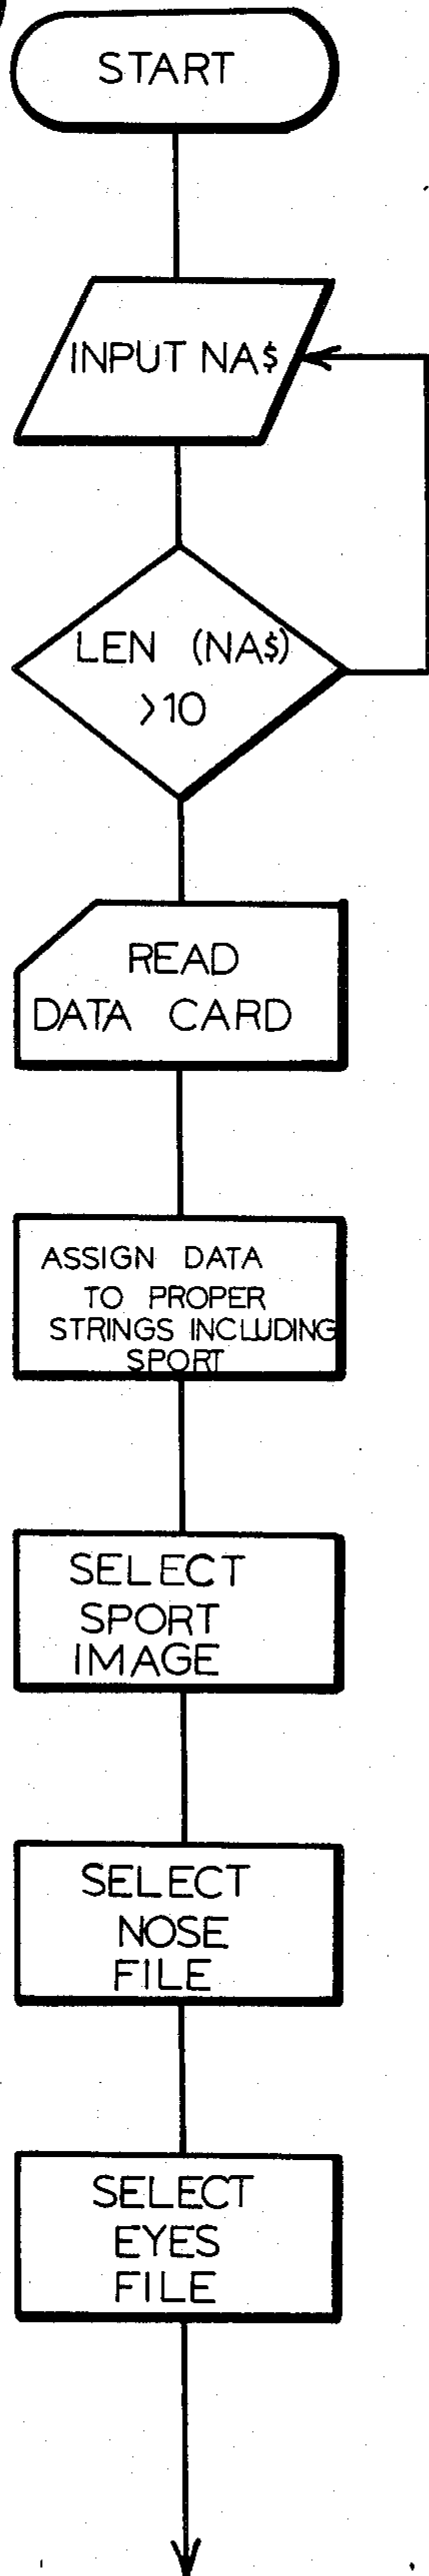 START
INPUT NA$
LEN (NA$)
>10
READ
DATA CARD
ASSIGN DATA
TO PROPER
STRINGS INCLUDING
SPORT
SELECT
SPORT
IMAGE
SELECT
NOSE
FILE
SELECT
EYES
FILE